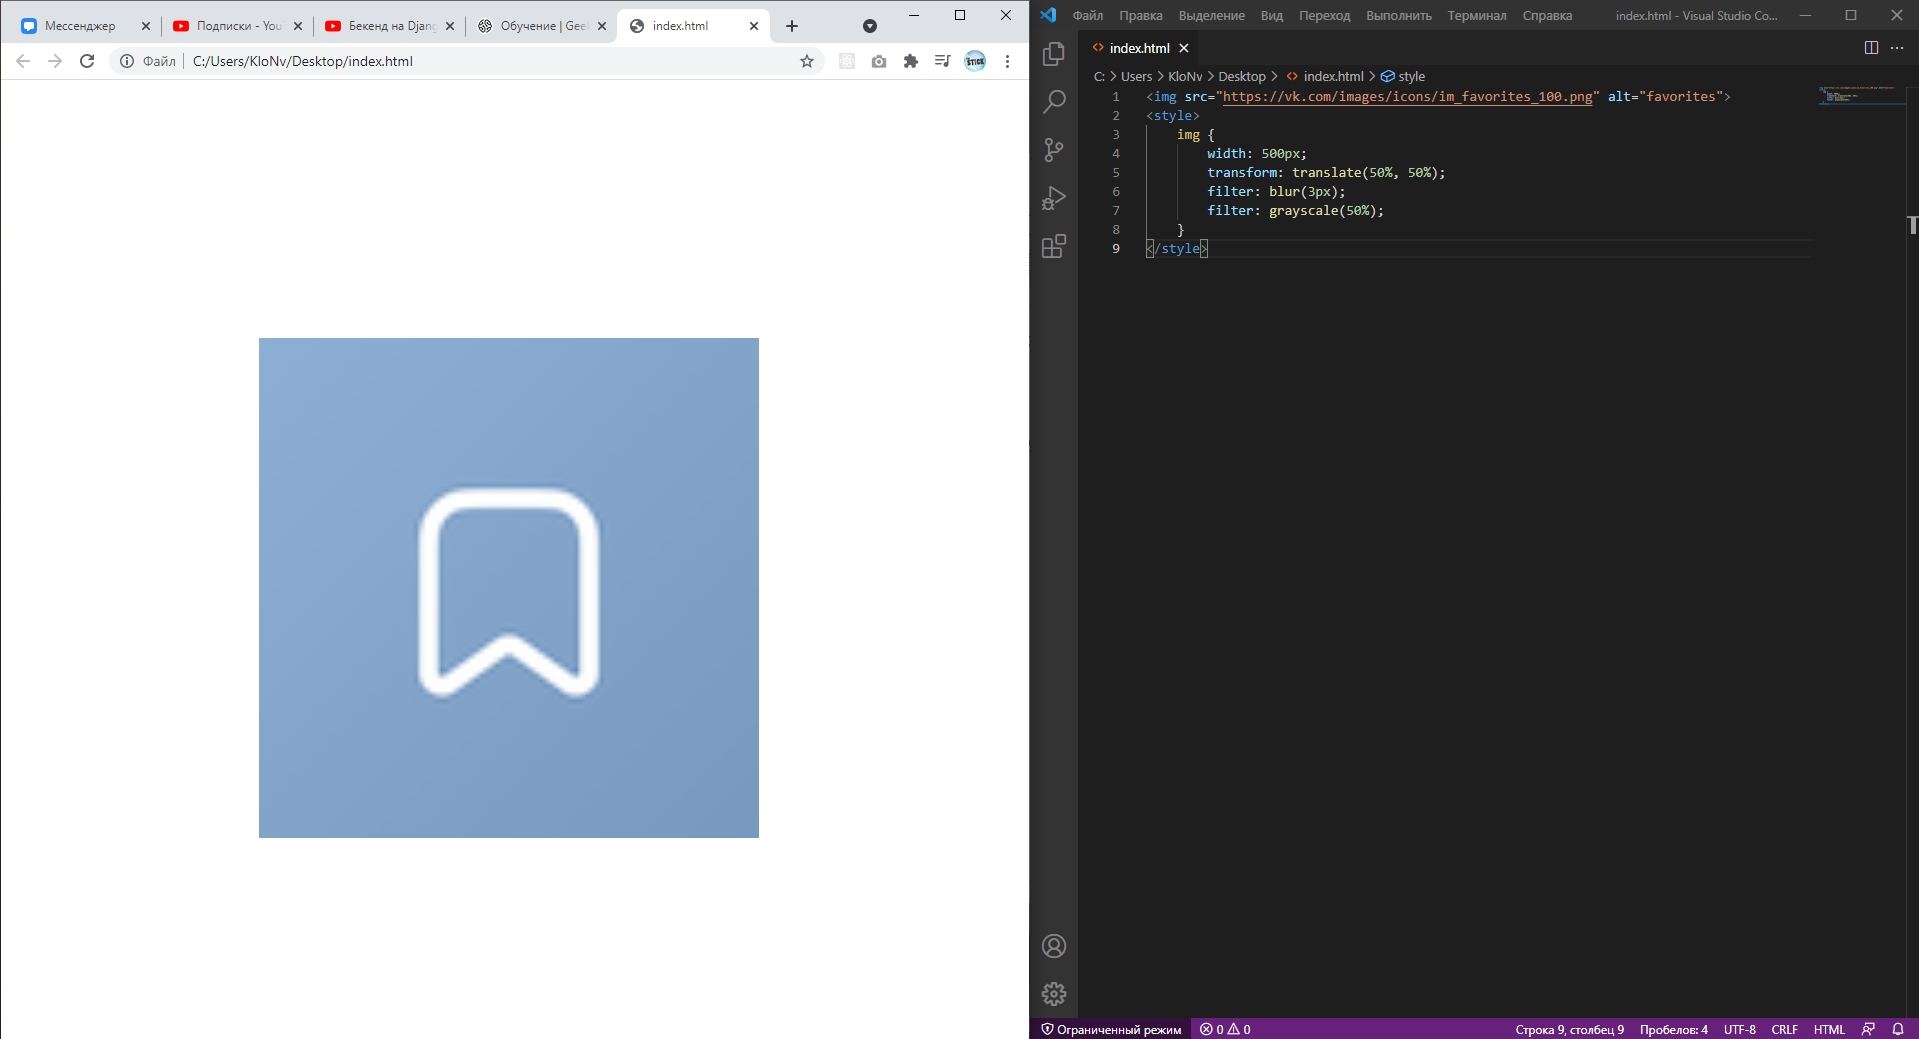 Мессенджер
Подписки - You
Бекенд на Djang
Обучение | Gee
index.html
Файл
C:/Users/KloNv/Desktop/index.html
Файл Правка Выделение Вид Переход Выполнить Терминал Справка
index.html - Visual Studio Co...
index.html
C: > Users > KloNv > Desktop > index.html > style
1 <img src="https://vk.com/images/icons/im_favorites_100.png" alt="favorites">
2 <style>
3 img {
4 width: 500px;
5 transform: translate(50%, 50%);
6 filter: blur(3px);
7 filter: grayscale(50%);
8 }
9 </style>
Ограниченный режим 0 0
Строка 9, столбец 9 Пробелов: 4 UTF-8 CRLF HTML